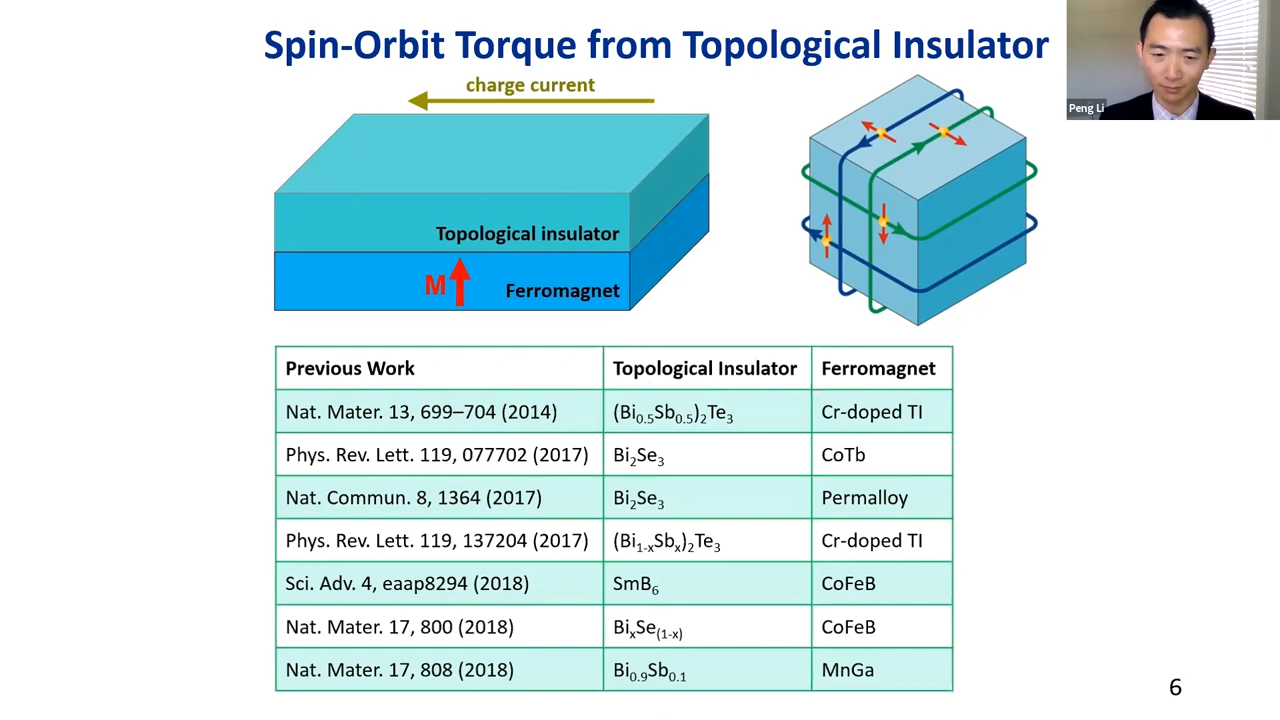 Spin-Orbit Torque from Topological Insulator
Peng Li
charge current
Topological insulator
M
Ferromagnet
Previous Work Topological Insulator Ferromagnet
Nat. Mater. 13, 699–704 (2014) (Bi0.5Sb0.5)2Te3 Cr-doped TI
Phys. Rev. Lett. 119, 077702 (2017) Bi2Se3 CoTb
Nat. Commun. 8, 1364 (2017) Bi2Se3 Permalloy
Phys. Rev. Lett. 119, 137204 (2017) (Bi1-xSbx)2Te3 Cr-doped TI
Sci. Adv. 4, eaap8294 (2018) SmB6 CoFeB
Nat. Mater. 17, 800 (2018) BixSe(1-x) CoFeB
Nat. Mater. 17, 808 (2018) Bi0.9Sb0.1 MnGa
6